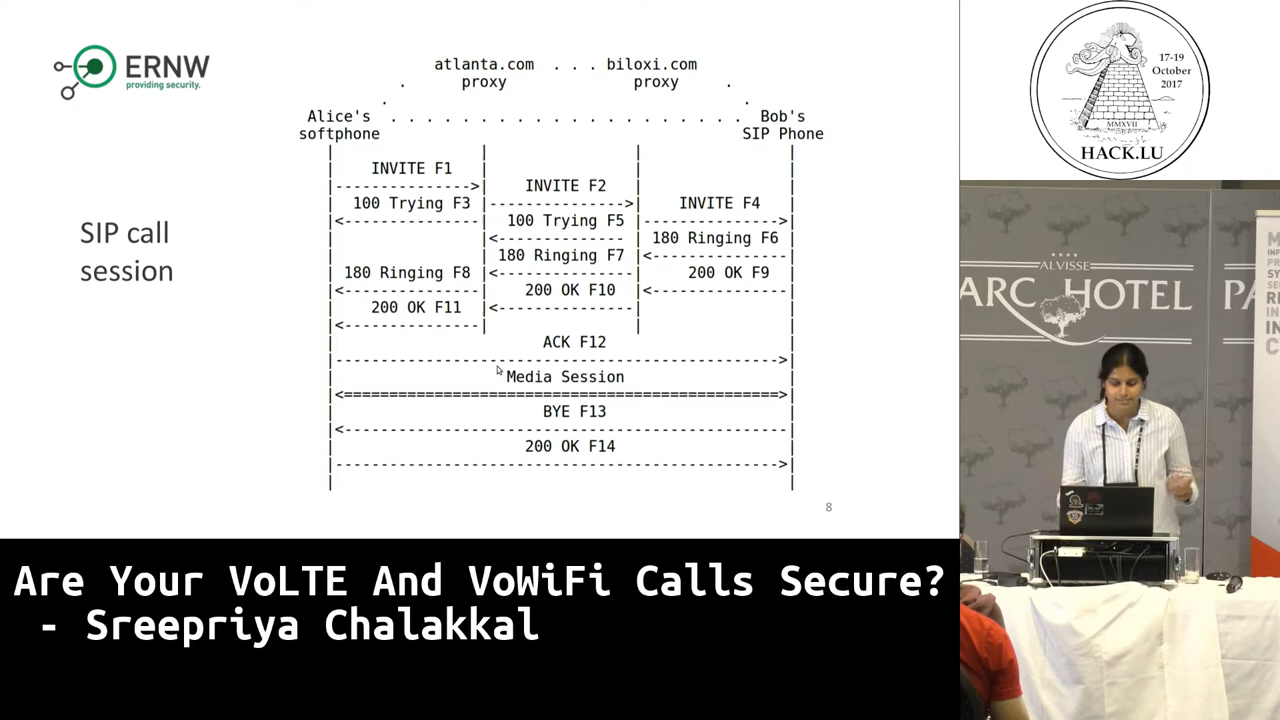 ERNW
providing security.
SIP call
session
atlanta.com . . . biloxi.com
proxy proxy
Alice's . . . . . . . . . . . . . . . . . . . . Bob's
softphone SIP Phone
INVITE F1
INVITE F2
100 Trying F3
INVITE F4
100 Trying F5
180 Ringing F6
180 Ringing F7
180 Ringing F8
200 OK F9
200 OK F10
200 OK F11
ACK F12
Media Session
BYE F13
200 OK F14
8
17-19
October
2017
MMXVII
HACK.LU
ALVISSE
ARC HOTEL
PA
Are Your VoLTE And VoWiFi Calls Secure?
- Sreepriya Chalakkal